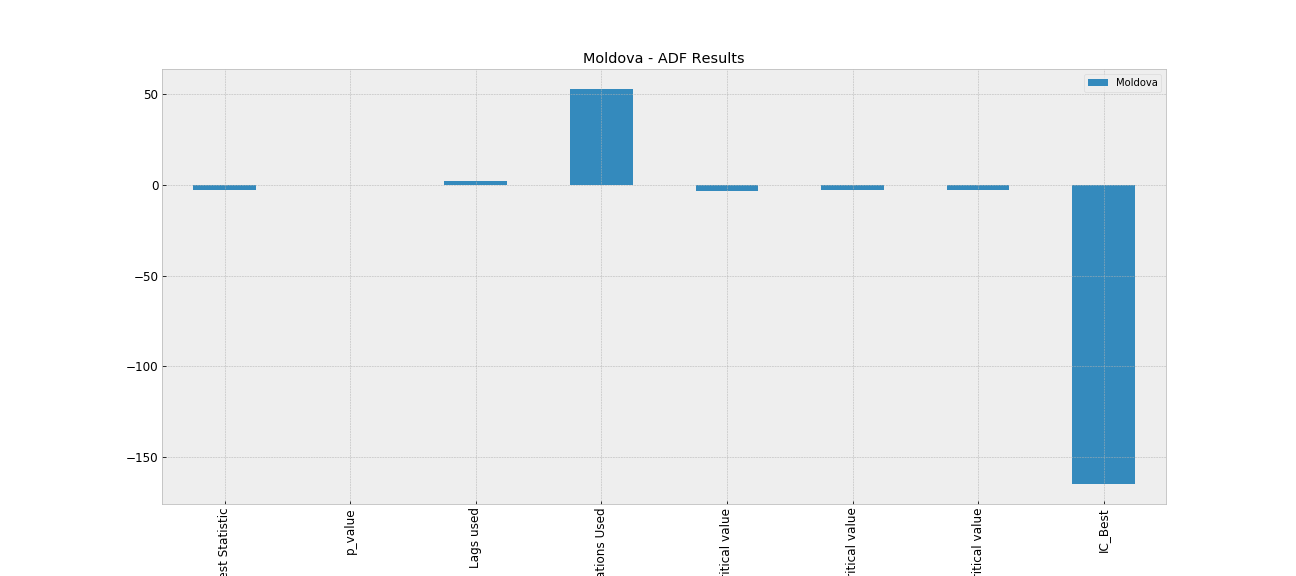 Moldova - ADF Results
Moldova
50
0
−50
−100
−150
est Statistic
p_value
Lags used
ations Used
ritical value
ritical value
ritical value
IC_Best